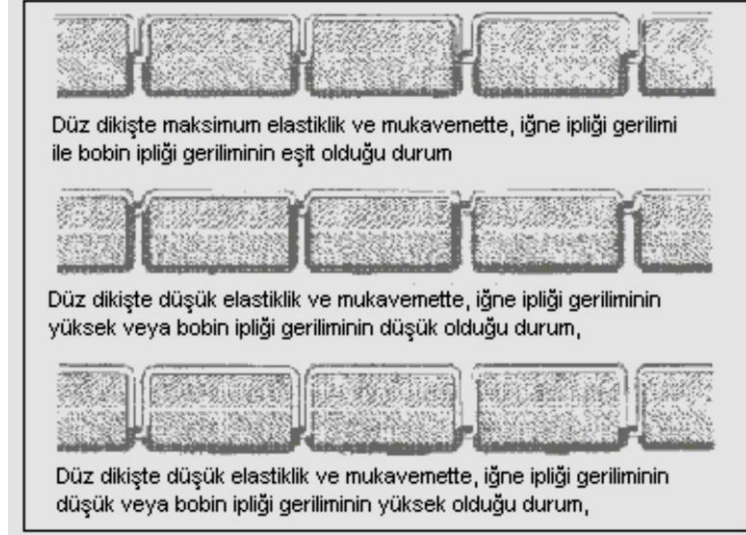 Düz dikişte maksimum elastiklik ve mukavemette, iğne ipliği gerilimi
ile bobin ipliği geriliminin eşit olduğu durum
Düz dikişte düşük elastiklik ve mukavemette, iğne ipliği geriliminin
yüksek veya bobin ipliği geriliminin düşük olduğu durum,
Düz dikişte düşük elastiklik ve mukavemette, iğne ipliği geriliminin
düşük veya bobin ipliği geriliminin yüksek olduğu durum,